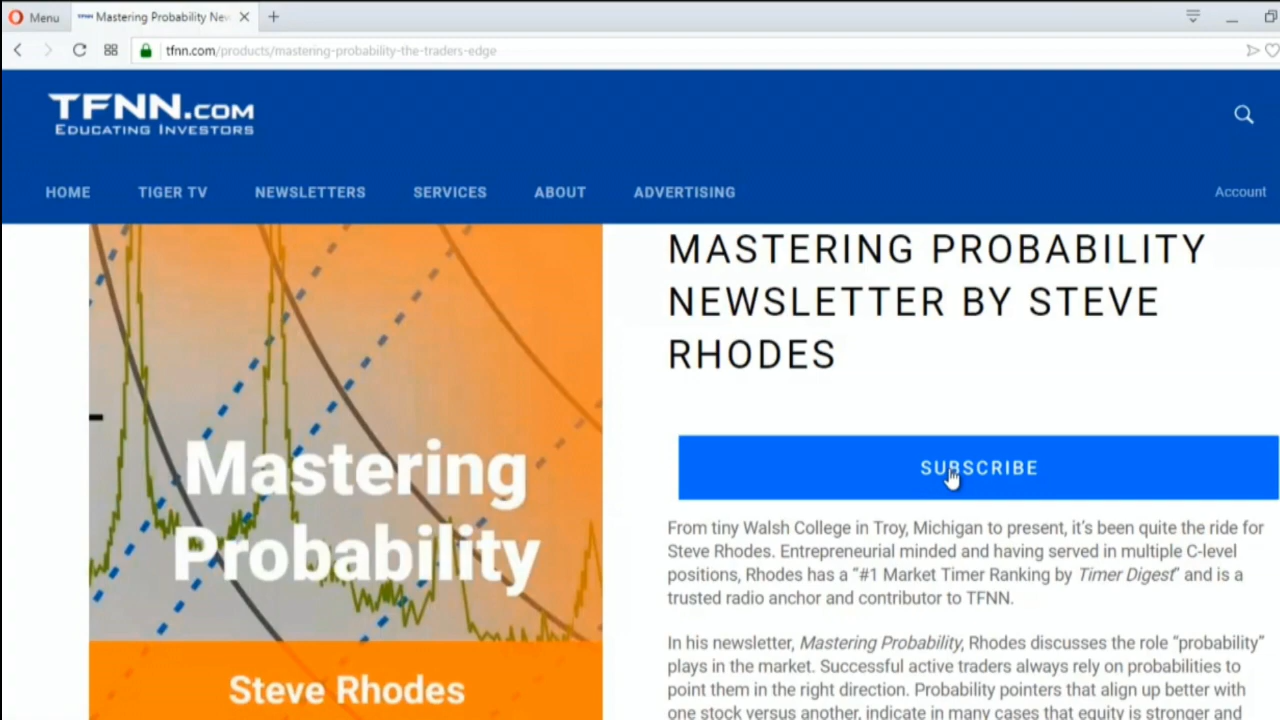 Menu
Mastering Probability New
tfnn.com/products/mastering-probability-the-traders-edge
TFNN.COM
EDUCATING INVESTORS
HOME TIGER TV NEWSLETTERS SERVICES ABOUT ADVERTISING Account
MASTERING PROBABILITY
NEWSLETTER BY STEVE
RHODES
Mastering
Probability
Steve Rhodes
SUBSCRIBE
From tiny Walsh College in Troy, Michigan to present, it's been quite the ride for
Steve Rhodes. Entrepreneurial minded and having served in multiple C-level
positions, Rhodes has a “#1 Market Timer Ranking by Timer Digest” and is a
trusted radio anchor and contributor to TFNN.
In his newsletter, Mastering Probability, Rhodes discusses the role “probability”
plays in the market. Successful active traders always rely on probabilities to
point them in the right direction. Probability pointers that align up better with
one stock versus another, indicate in many cases that equity is stronger and